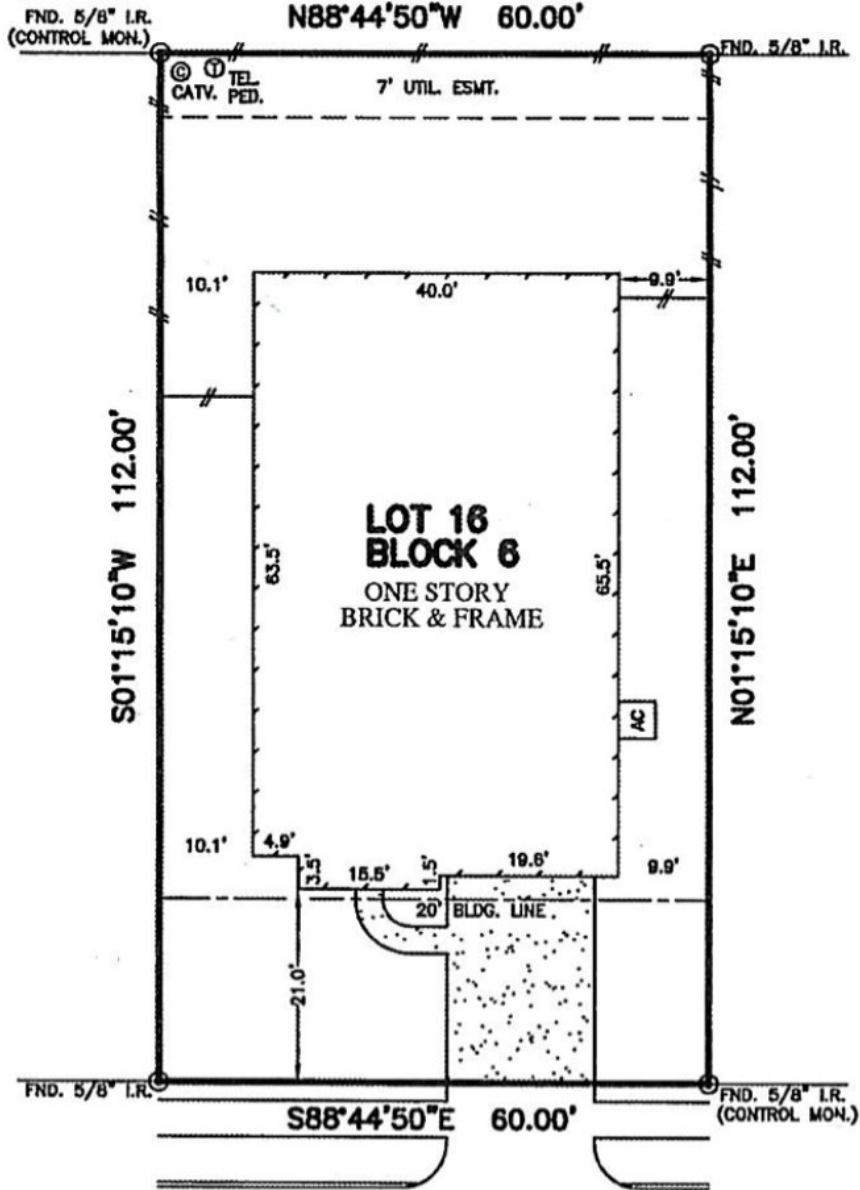 FND. 5/8" I.R.
(CONTROL MON.)
N88°44'50"W 60.00'
FND. 5/8" I.R.
C
T
CATV.
TEL.
PED.
7' UTIL. ESMT.
10.1'
40.0'
9.9'
S01°15'10"W 112.00'
63.5'
LOT 16
BLOCK 6
ONE STORY
BRICK & FRAME
65.5'
N01°15'10"E 112.00'
AC
10.1'
4.9'
3.5'
15.5'
1.5'
19.6'
9.9'
20' BLDG. LINE
21.0'
FND. 5/8" I.R.
S88°44'50"E 60.00'
FND. 5/8" I.R.
(CONTROL MON.)